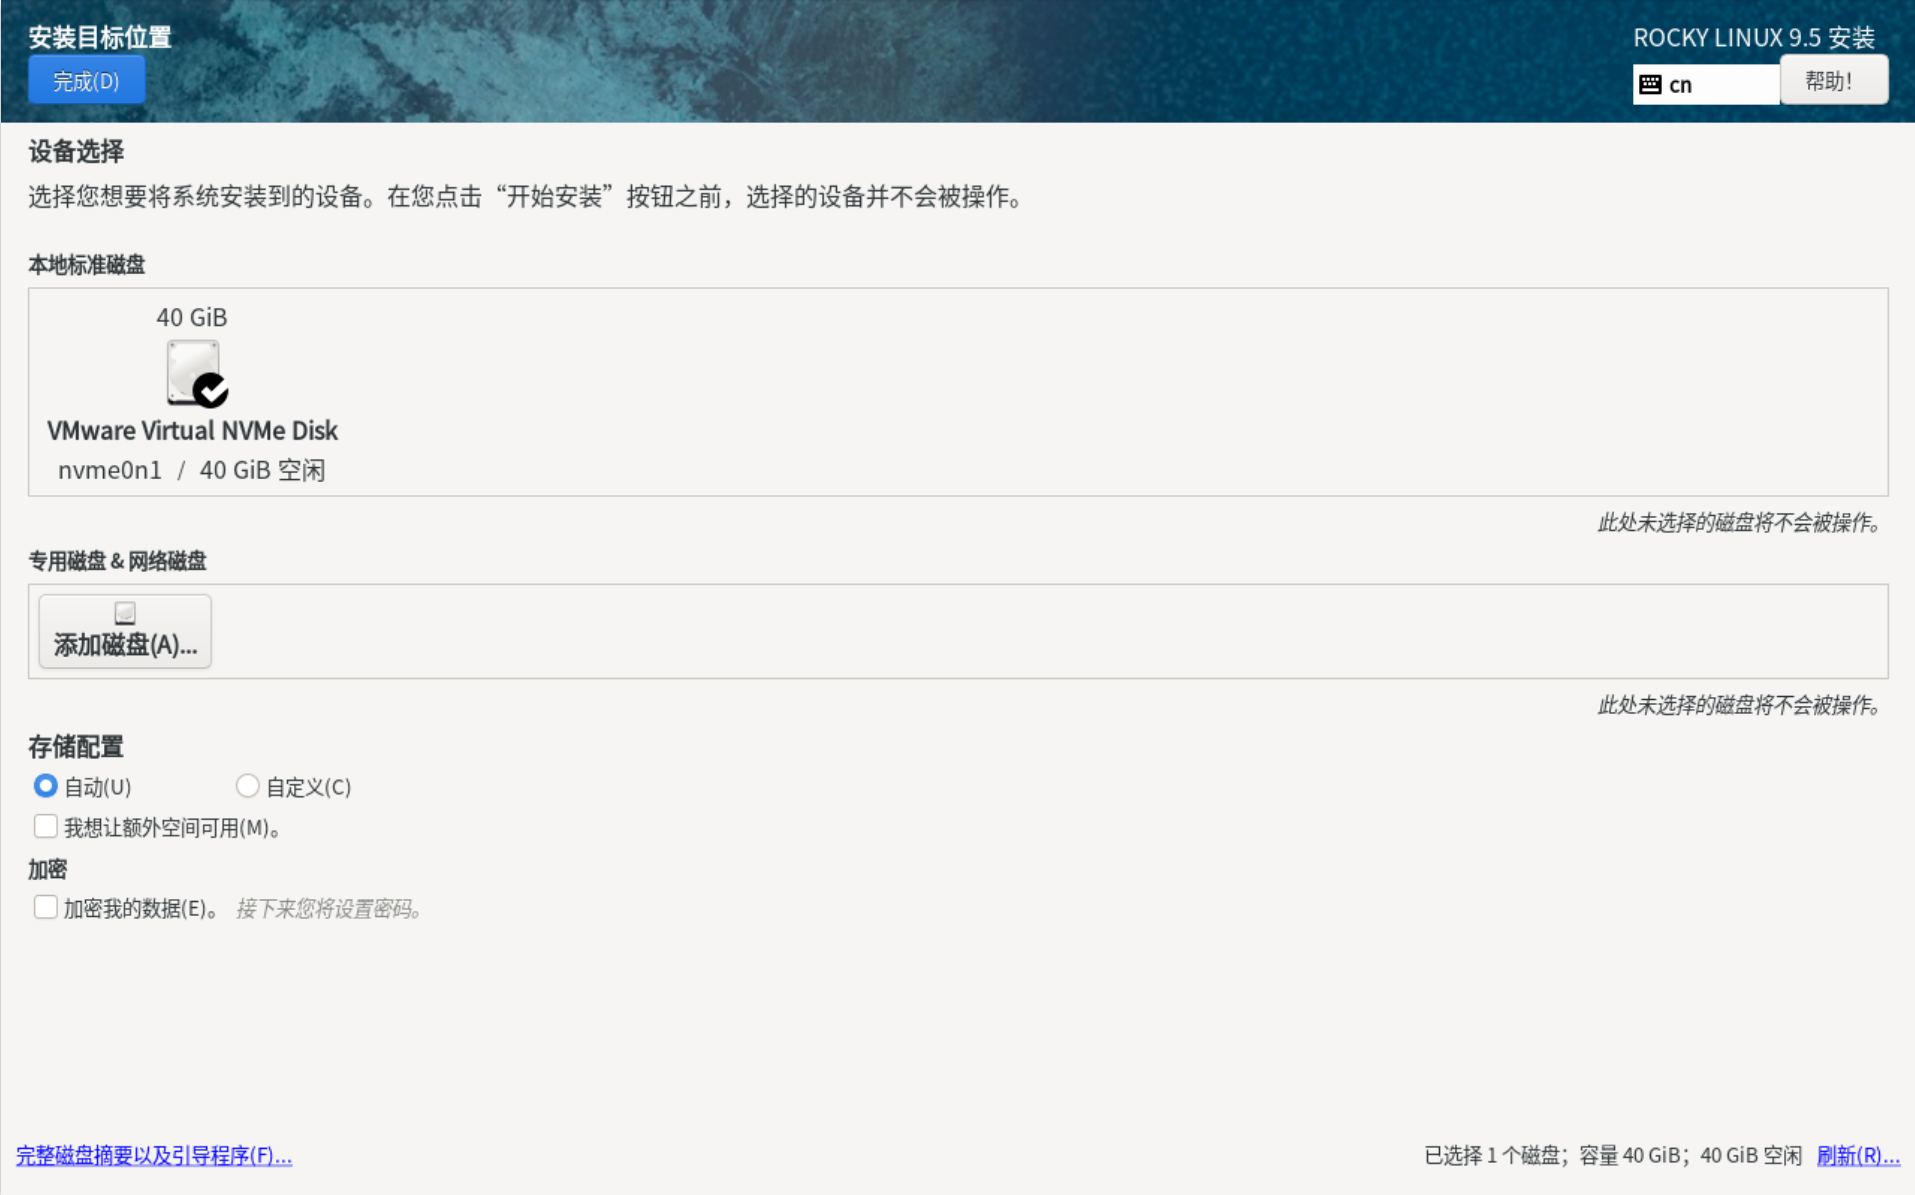 安装目标位置
ROCKY LINUX 9.5 安装
完成(D)
cn
帮助！
设备选择
选择您想要将系统安装到的设备。在您点击“开始安装”按钮之前，选择的设备并不会被操作。
本地标准磁盘
40 GiB
VMware Virtual NVMe Disk
nvme0n1 / 40 GiB 空闲
此处未选择的磁盘将不会被操作。
专用磁盘 & 网络磁盘
添加磁盘(A)...
此处未选择的磁盘将不会被操作。
存储配置
自动(U) 自定义(C)
我想让额外空间可用(M)。
加密
加密我的数据(E)。 接下来您将设置密码。
完整磁盘摘要以及引导程序(F)...
已选择 1 个磁盘；容量 40 GiB；40 GiB 空闲 刷新(R)...